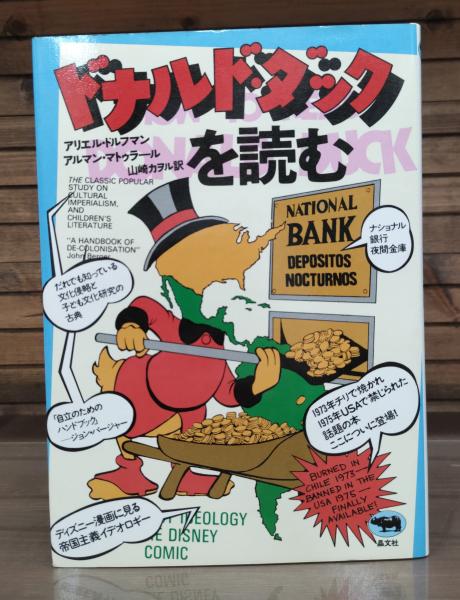 ドナルド・ダック
を読む
アリエル・ドルフマン
アルマン・マトゥラール
山崎カヲル訳
DUCK
THE CLASSIC POPULAR
STUDY ON
CULTURAL
IMPERIALISM,
AND
CHILDREN'S
LITERATURE
"A HANDBOOK OF
DE-COLONISATION"
John Berger
NATIONAL
BANK
DEPOSITOS
NOCTURNOS
ナショナル
銀行
夜間金庫
だれでも知っている
文化侵略と
子ども文化研究の
古典
「自立のための
ハンドブック」
——ジョン・バージャー
1973年チリで焼かれ
1975年USAで禁じられた
話題の本、
ここについに登場!
BURNED IN
CHILE 1973—
BANNED IN THE
USA 1975—
FINALLY
AVAILABLE!
ディズニー漫画に見る
帝国主義イデオロギー
IDEOLOGY
DISNEY
COMIC
晶文社